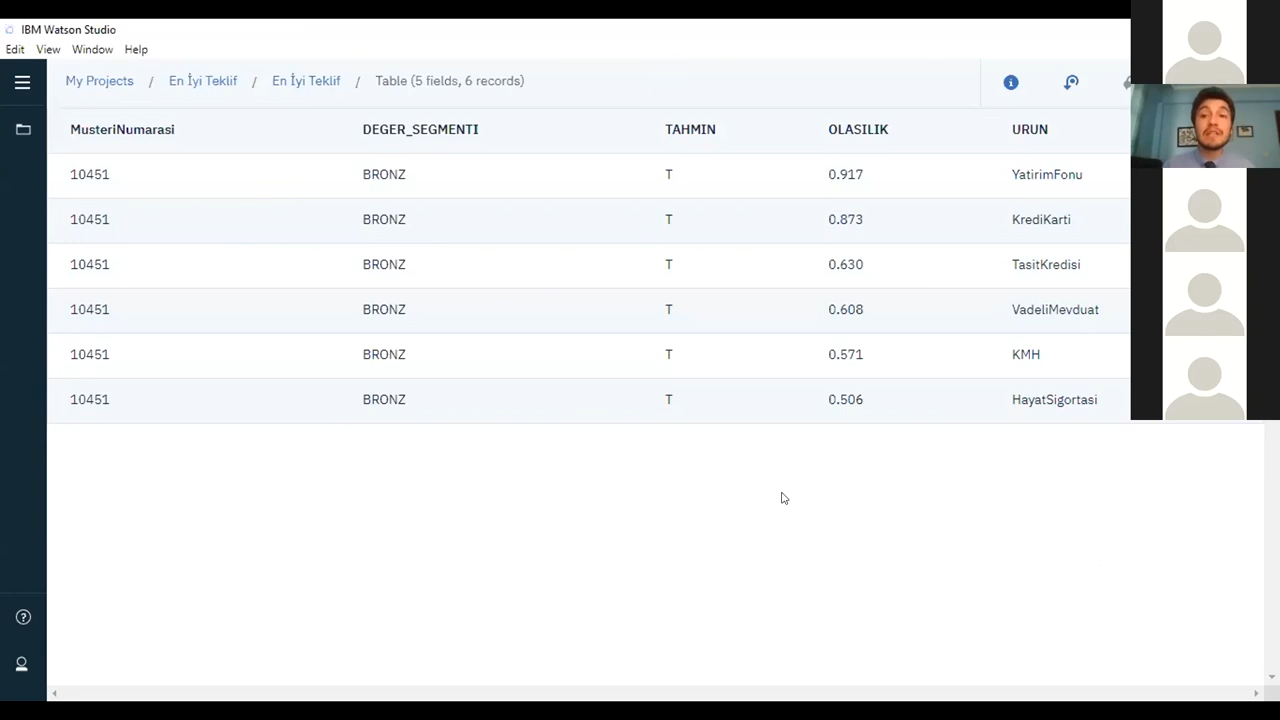 IBM Watson Studio
Edit View Window Help
My Projects / En İyi Teklif / En İyi Teklif / Table (5 fields, 6 records)
MusteriNumarasi DEGER_SEGMENTI TAHMIN OLASILIK URUN
10451 BRONZ T 0.917 YatirimFonu
10451 BRONZ T 0.873 KrediKarti
10451 BRONZ T 0.630 TasitKredisi
10451 BRONZ T 0.608 VadeliMevduat
10451 BRONZ T 0.571 KMH
10451 BRONZ T 0.506 HayatSigortasi